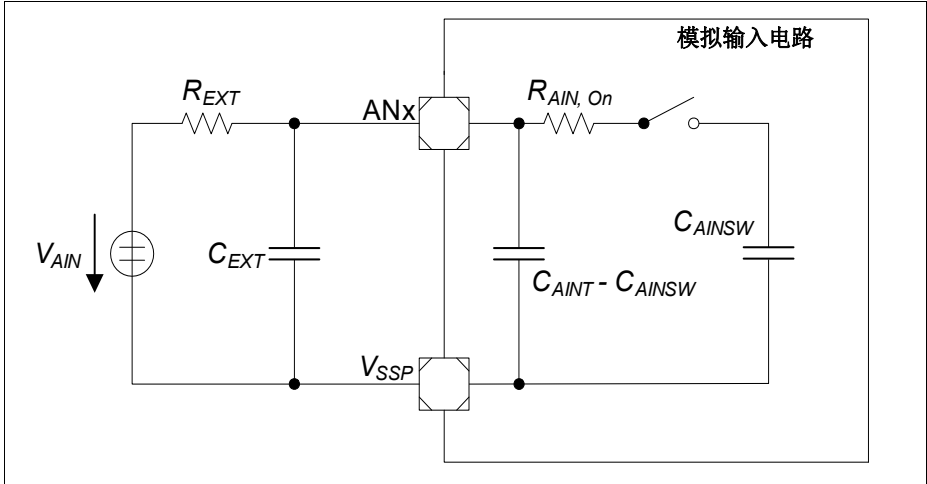 模拟输入电路
R_EXT
ANx
R_AIN, On
V_AIN
C_EXT
C_AINT - C_AINSW
C_AINSW
V_SSP